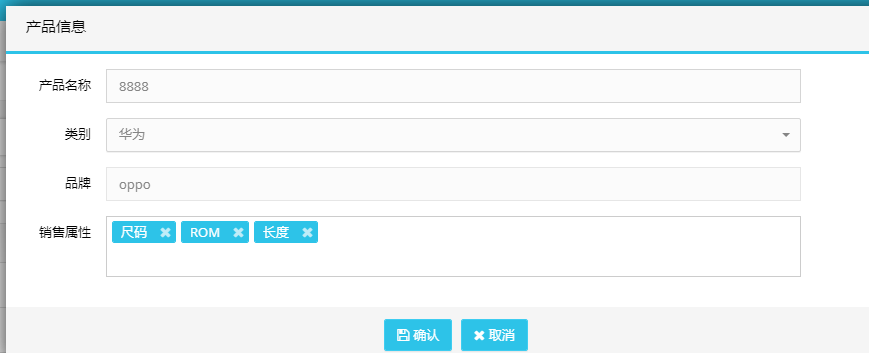 产品信息
产品名称 8888
类别 华为
品牌 oppo
销售属性 尺码 ROM 长度
确认 取消